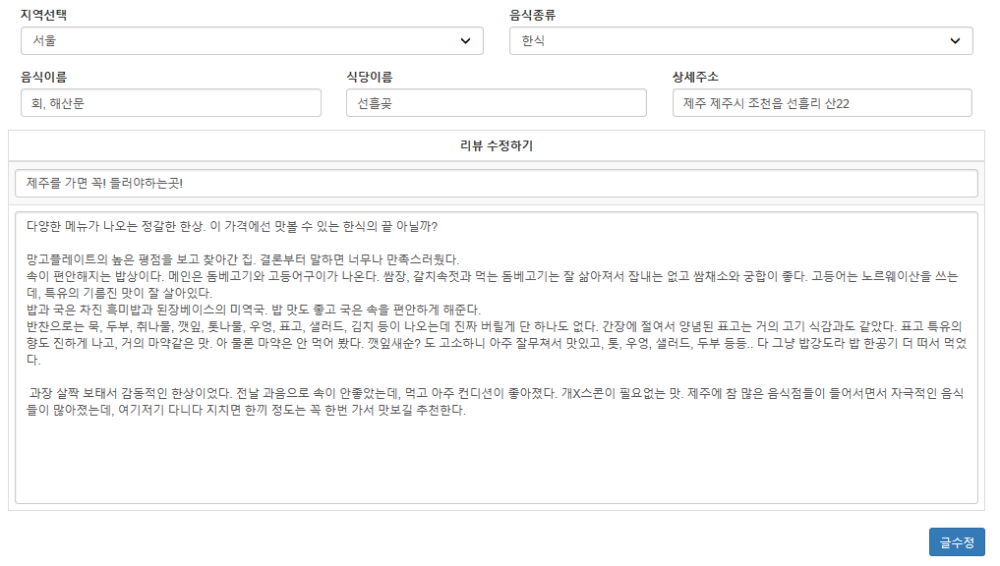 지역선택 음식종류
서울 한식
음식이름 식당이름 상세주소
회, 해산문 선흘곶 제주 제주시 조천읍 선흘리 산22
리뷰 수정하기
제주를 가면 꼭! 들러야하는곳!
다양한 메뉴가 나오는 정갈한 한상. 이 가격에선 맛볼 수 있는 한식의 끝 아닐까?
망고플레이트의 높은 평점을 보고 찾아간 집. 결론부터 말하면 너무나 만족스러웠다.
속이 편안해지는 밥상이다. 메인은 돔베고기와 고등어구이가 나온다. 쌈장, 갈치속젓과 먹는 돔베고기는 잘 삶아져서 잡내는 없고 쌈채소와 궁합이 좋다. 고등어는 노르웨이산을 쓰는
데, 특유의 기름진 맛이 잘 살아있다.
밥과 국은 차진 흑미밥과 된장베이스의 미역국. 밥 맛도 좋고 국은 속을 편안하게 해준다.
반찬으로는 묵, 두부, 취나물, 깻잎, 톳나물, 우엉, 표고, 샐러드, 김치 등이 나오는데 진짜 버릴게 단 하나도 없다. 간장에 절여서 양념된 표고는 거의 고기 식감과도 같았다. 표고 특유의
향도 진하게 나고, 거의 마약같은 맛. 아 물론 마약은 안 먹어 봤다. 깻잎새순? 도 고소하니 아주 잘무쳐서 맛있고, 톳, 우엉, 샐러드, 두부 등등.. 다 그냥 밥강도라 밥 한공기 더 떠서 먹었
다.
과장 살짝 보태서 감동적인 한상이었다. 전날 과음으로 속이 안좋았는데, 먹고 아주 컨디션이 좋아졌다. 개X스콘이 필요없는 맛. 제주에 참 많은 음식점들이 들어서면서 자극적인 음식
들이 많아졌는데, 여기저기 다니다 지치면 한끼 정도는 꼭 한번 가서 맛보길 추천한다.
글수정